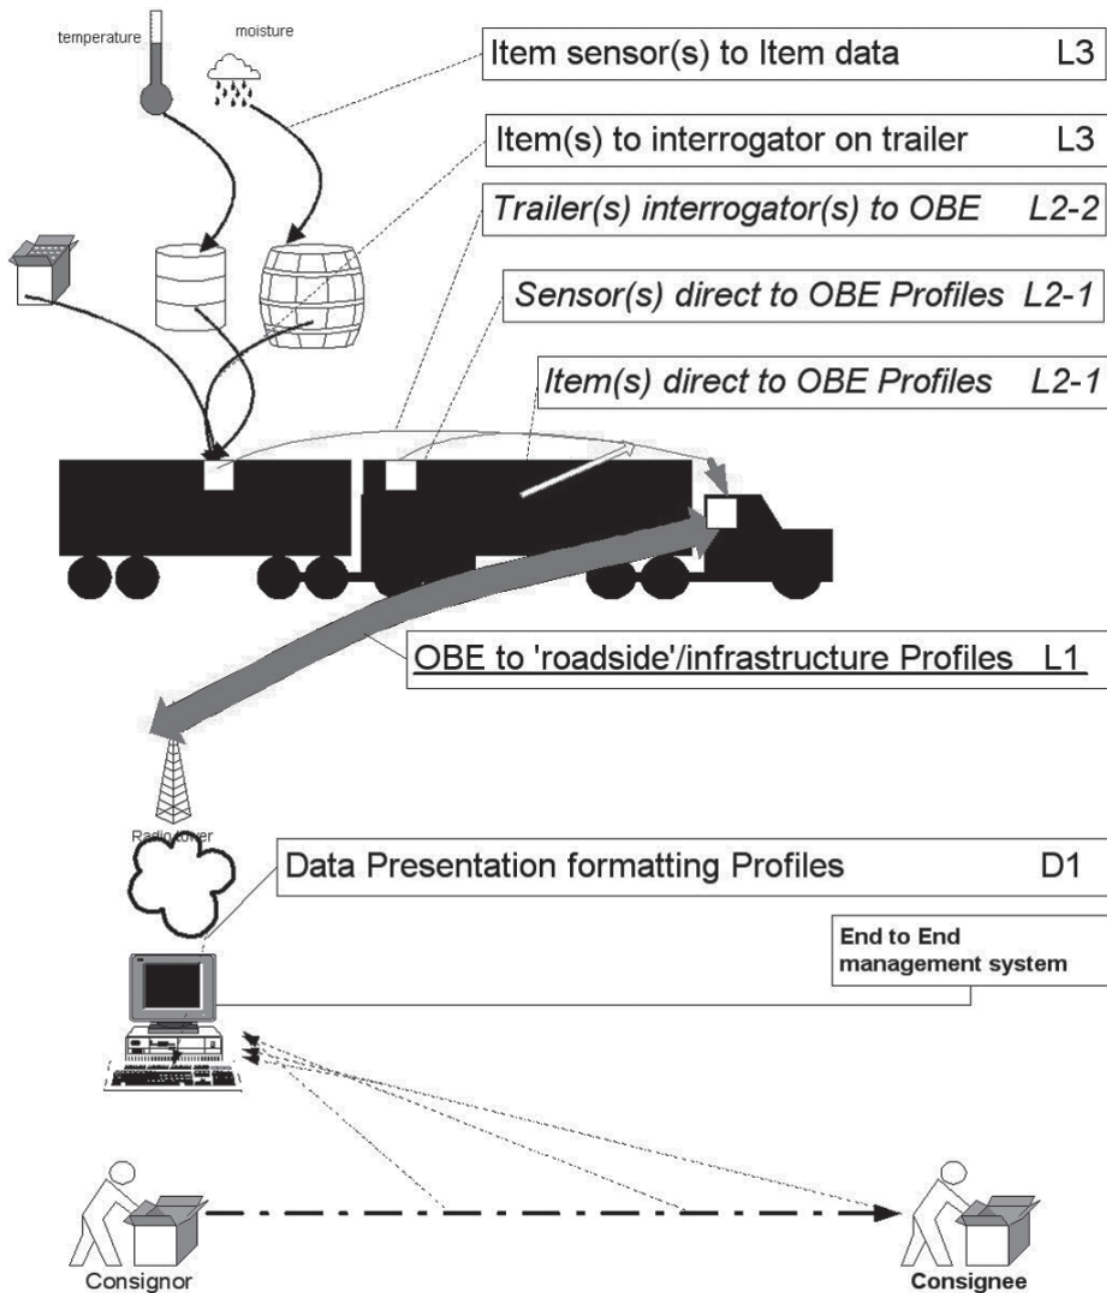 temperature
moisture
Item sensor(s) to Item data L3
Item(s) to interrogator on trailer L3
Trailer(s) interrogator(s) to OBE L2-2
Sensor(s) direct to OBE Profiles L2-1
Item(s) direct to OBE Profiles L2-1
OBE to 'roadside'/infrastructure Profiles L1
Radio tower
Data Presentation formatting Profiles D1
End to End
management system
Consignor
Consignee